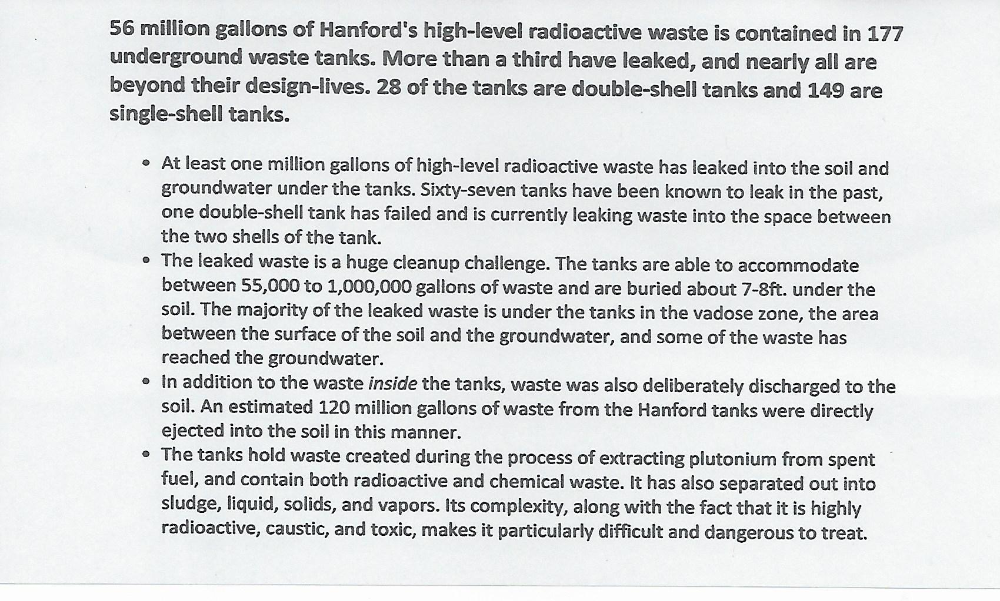 56 million gallons of Hanford's high-level radioactive waste is contained in 177
underground waste tanks. More than a third have leaked, and nearly all are
beyond their design-lives. 28 of the tanks are double-shell tanks and 149 are
single-shell tanks.
• At least one million gallons of high-level radioactive waste has leaked into the soil and
groundwater under the tanks. Sixty-seven tanks have been known to leak in the past,
one double-shell tank has failed and is currently leaking waste into the space between
the two shells of the tank.
• The leaked waste is a huge cleanup challenge. The tanks are able to accommodate
between 55,000 to 1,000,000 gallons of waste and are buried about 7-8ft. under the
soil. The majority of the leaked waste is under the tanks in the vadose zone, the area
between the surface of the soil and the groundwater, and some of the waste has
reached the groundwater.
• In addition to the waste inside the tanks, waste was also deliberately discharged to the
soil. An estimated 120 million gallons of waste from the Hanford tanks were directly
ejected into the soil in this manner.
• The tanks hold waste created during the process of extracting plutonium from spent
fuel, and contain both radioactive and chemical waste. It has also separated out into
sludge, liquid, solids, and vapors. Its complexity, along with the fact that it is highly
radioactive, caustic, and toxic, makes it particularly difficult and dangerous to treat.